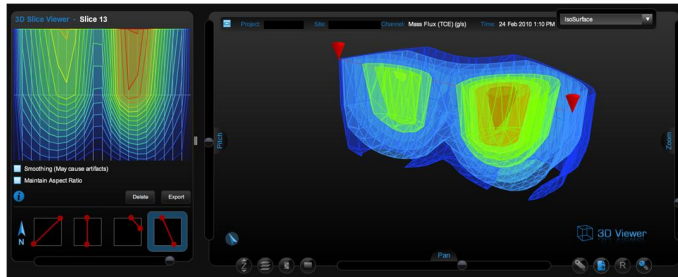 3D Slice Viewer - Slice 13
Project: Site: Channel: Mass Flux (TCE) (g/s) Time: 24 Feb 2010 1:10 PM
IsoSurface
Smoothing (May cause artifacts)
Maintain Aspect Ratio
i
Delete Export
N
Pitch
Zoom
3D Viewer
Pan
R